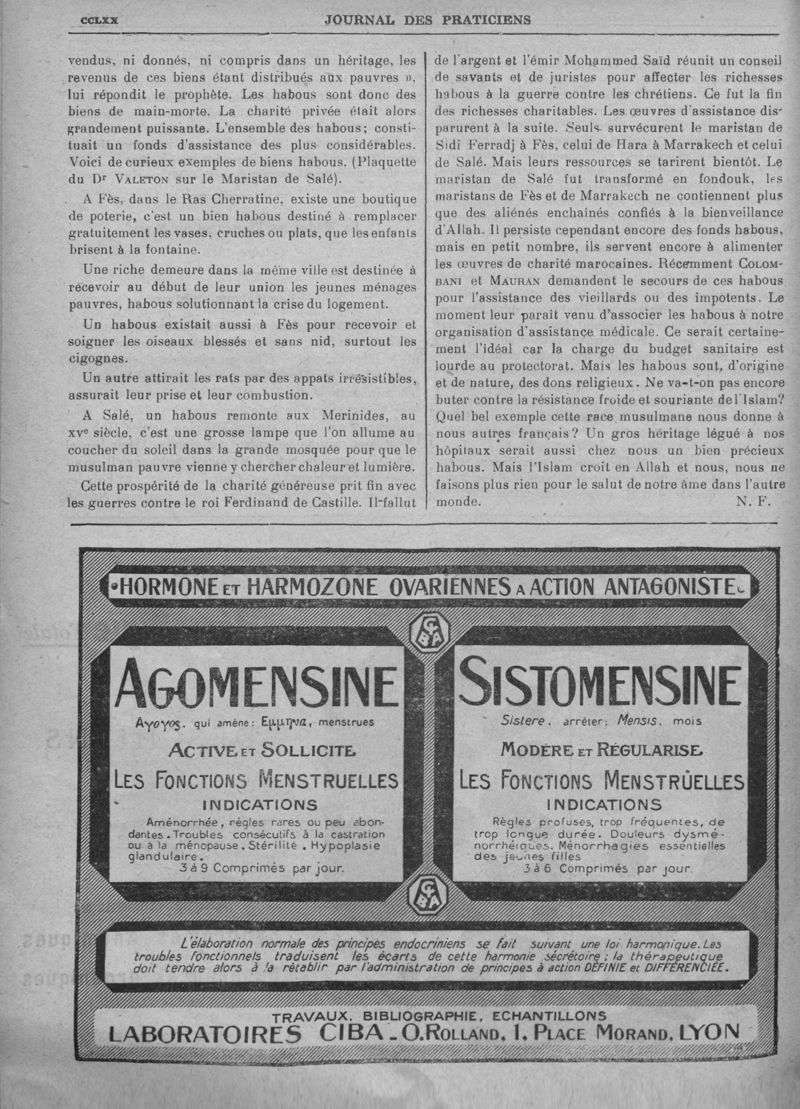 CCLXX
JOURNAL DES PRATICIENS
vendus, ni donnés, ni compris dans un héritage, les
revenus de ces biens étant distribués aux pauvres »,
lui répondit le prophète. Les habous sont donc des
biens de main-morte. La charité privée était alors
grandement puissante. L'ensemble des habous; consti-
tuait un fonds d'assistance des plus considérables.
Voici de curieux exemples de biens habous. (Plaquette
du Dr VALETON sur le Maristan de Salé).
A Fès, dans le Ras Cherratine, existe une boutique
de poterie, c'est un bien habous destiné à remplacer
gratuitement les vases, cruches ou plats, que les enfants
brisent à la fontaine.
Une riche demeure dans la même ville est destinée à
recevoir au début de leur union les jeunes ménages
pauvres, habous solutionnant la crise du logement.
Un habous existait aussi à Fès pour recevoir et
soigner les oiseaux blessés et sans nid, surtout les
cigognes.
Un autre attirait les rats par des appats irrésistibles,
assurait leur prise et leur combustion.
A Salé, un habous remonte aux Merinides, au
XVe siècle, c'est une grosse lampe que l'on allume au
coucher du soleil dans la grande mosquée pour que le
musulman pauvre vienne y chercher chaleur et lumière.
Cette prospérité de la charité généreuse prit fin avec
les guerres contre le roi Ferdinand de Castille. Il fallut
de l'argent et l'émir Mohammed Saïd réunit un conseil
de savants et de juristes pour affecter les richesses
habous à la guerre contre les chrétiens. Ce fut la fin
des richesses charitables. Les œuvres d'assistance dis-
parurent à la suite. Seuls survécurent le maristan de
Sidi Ferradj à Fès, celui de Hara à Marrakech et celui
de Salé. Mais leurs ressources se tarirent bientôt. Le
maristan de Salé fut transformé en fondouk, les
maristans de Fès et de Marrakech ne contiennent plus
que des aliénés enchaînés confiés à la bienveillance
d'Allah. Il persiste cependant encore des fonds habous,
mais en petit nombre, ils servent encore à alimenter
les œuvres de charité marocaines. Récemment COLOM-
BANI et MAURAN demandent le secours de ces habous
pour l'assistance des vieillards ou des impotents. Le
moment leur paraît venu d'associer les habous à notre
organisation d'assistance médicale. Ce serait certaine-
ment l'idéal car la charge du budget sanitaire est
lourde au protectorat. Mais les habous sont, d'origine
et de nature, des dons religieux. Ne va-t-on pas encore
buter contre la résistance froide et souriante de l'Islam?
Quel bel exemple cette race musulmane nous donne à
nous autres français? Un gros héritage légué à nos
hôpitaux serait aussi chez nous un bien précieux
habous. Mais l'Islam croit en Allah et nous, nous ne
faisons plus rien pour le salut de notre âme dans l'autre
monde. N. F.
HORMONE ET HARMOZONE OVARIENNES A ACTION ANTAGONISTE
CIBA
AGOMENSINE
Αγογος, qui amène: Εμμηνα, menstrues
ACTIVE ET SOLLICITE
LES FONCTIONS MENSTRUELLES
INDICATIONS
Aménorrhée, règles rares ou peu abon-
dantes. Troubles consécutifs à la castration
ou à la ménopause. Stérilité. Hypoplasie
glandulaire.
3 à 9 Comprimés par jour.
SISTOMENSINE
Sistere, arrêter; Mensis, mois
MODÈRE ET RÉGULARISE
LES FONCTIONS MENSTRUELLES
INDICATIONS
Règles profuses, trop fréquentes, de
trop longue durée. Douleurs dysmé-
norrhéiques. Ménorrhagies essentielles
des jeunes filles
3 à 6 Comprimés par jour.
CIBA
L'élaboration normale des principes endocriniens se fait suivant une loi harmonique. Les
troubles fonctionnels traduisent les écarts de cette harmonie sécrétoire; la thérapeutique
doit tendre alors à la rétablir par l'administration de principes à action DÉFINIE et DIFFÉRENCIÉE.
TRAVAUX, BIBLIOGRAPHIE, ECHANTILLONS
LABORATOIRES CIBA - O. ROLLAND, 1, PLACE MORAND, LYON